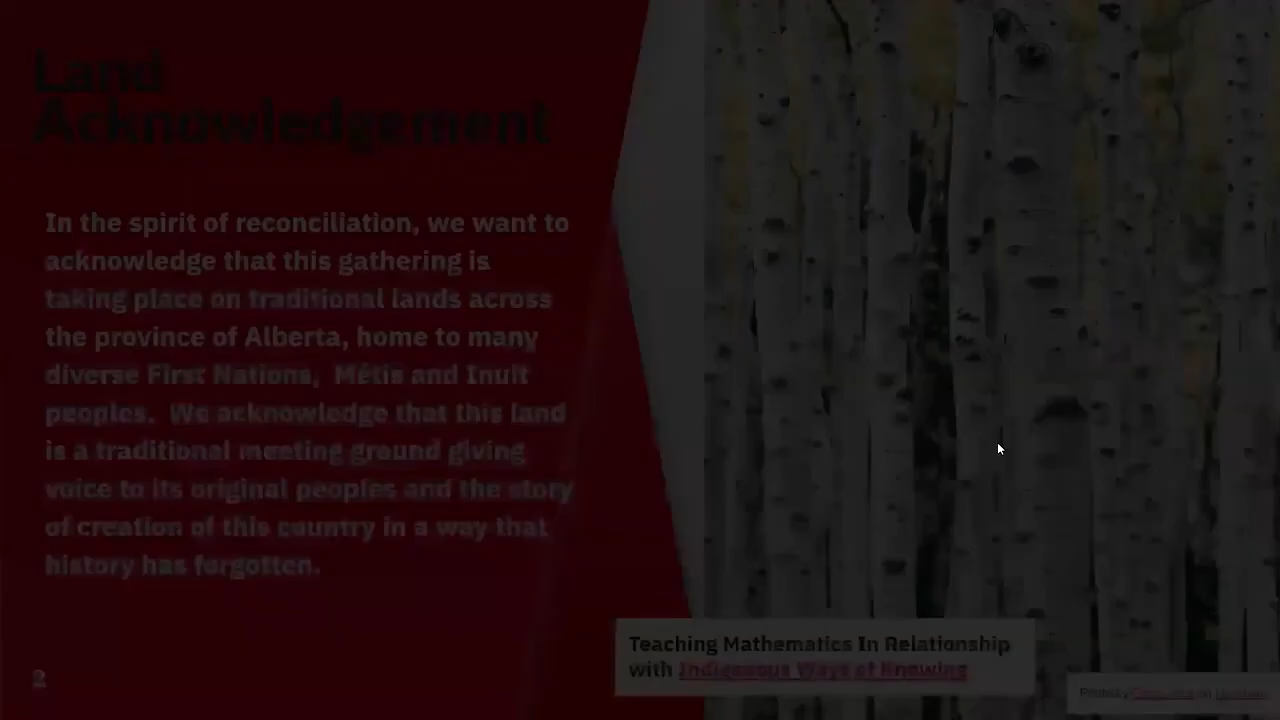 Land
Acknowledgement
In the spirit of reconciliation, we want to
acknowledge that this gathering is
taking place on traditional lands across
the province of Alberta, home to many
diverse First Nations, Métis and Inuit
peoples. We acknowledge that this land
is a traditional meeting ground giving
voice to its original peoples and the story
of creation of this country in a way that
history has forgotten.
Teaching Mathematics In Relationship
with Indigenous Ways of Knowing
2